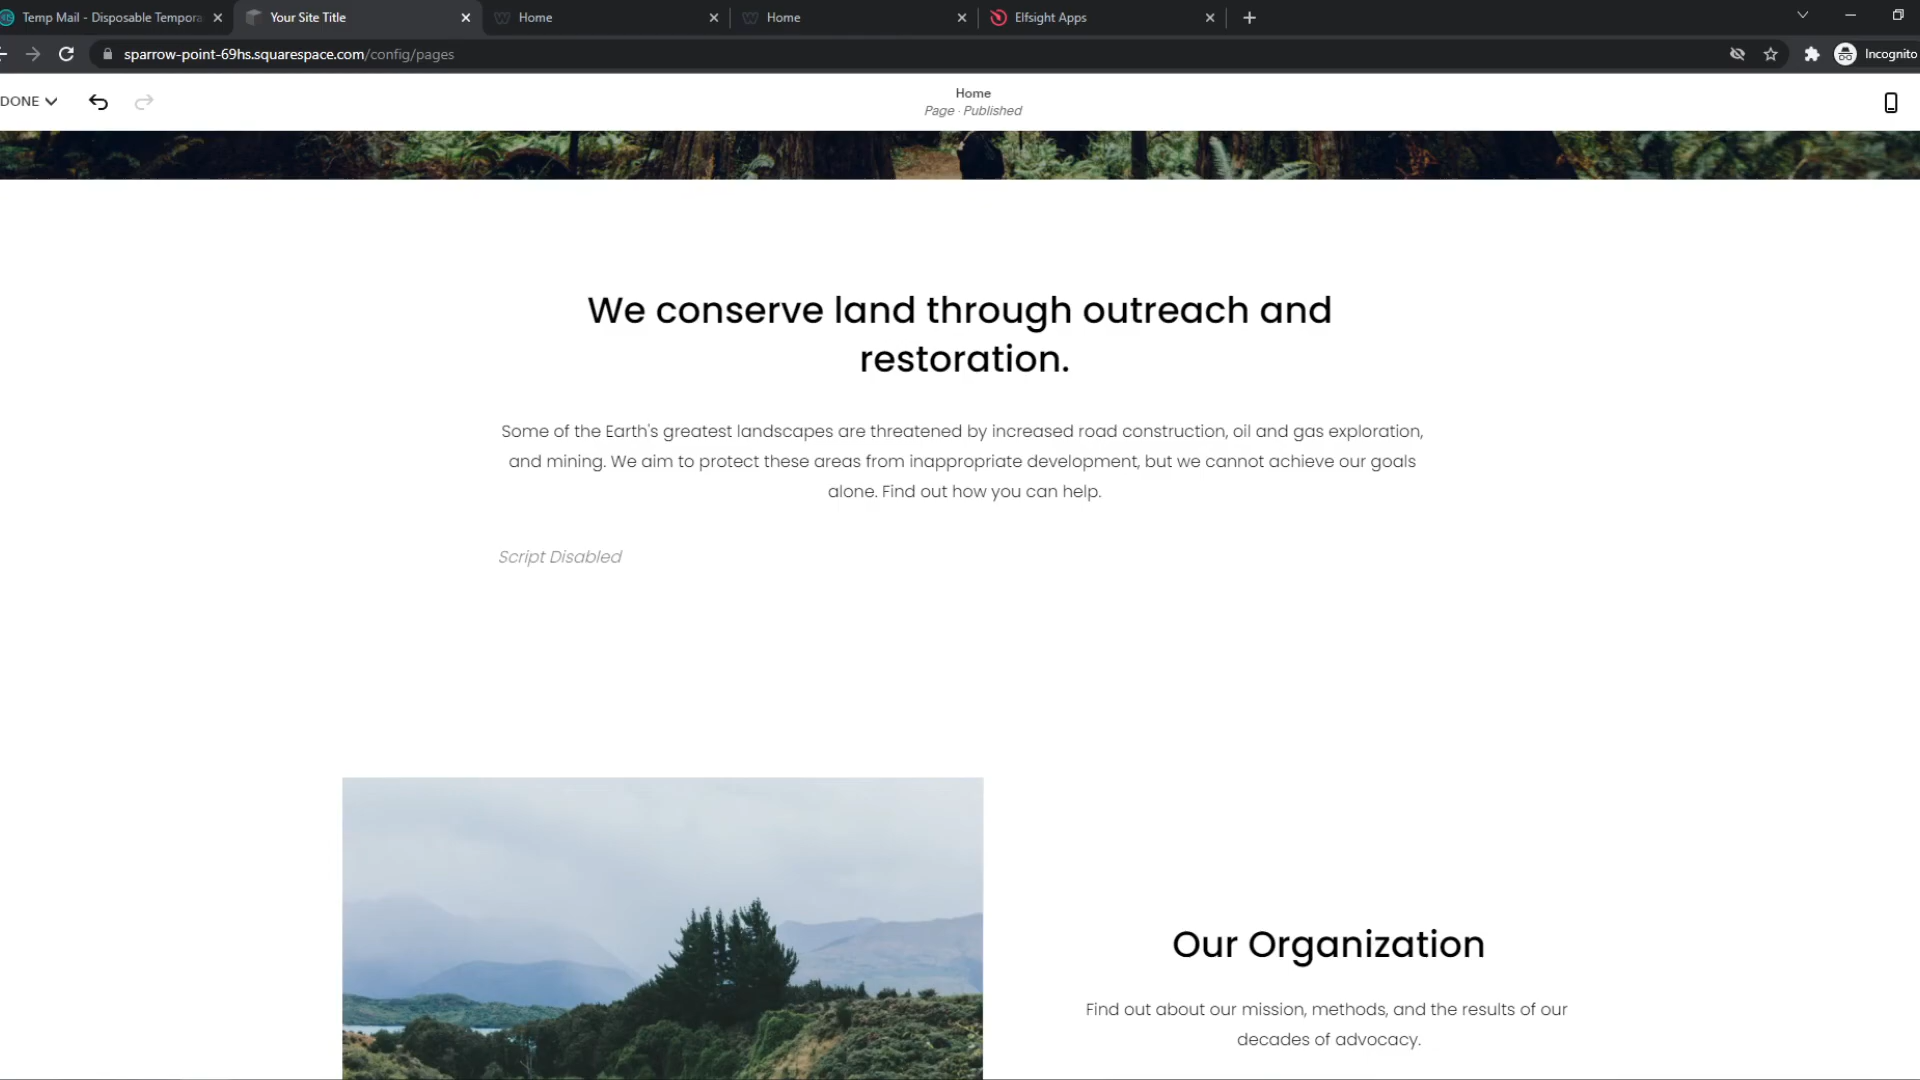 Temp Mail - Disposable Tempora
Your Site Title
Home
Home
Elfsight Apps
sparrow-point-69hs.squarespace.com/config/pages
Incognito
DONE
Home
Page · Published
We conserve land through outreach and
restoration.
Some of the Earth's greatest landscapes are threatened by increased road construction, oil and gas exploration,
and mining. We aim to protect these areas from inappropriate development, but we cannot achieve our goals
alone. Find out how you can help.
Script Disabled
Our Organization
Find out about our mission, methods, and the results of our
decades of advocacy.